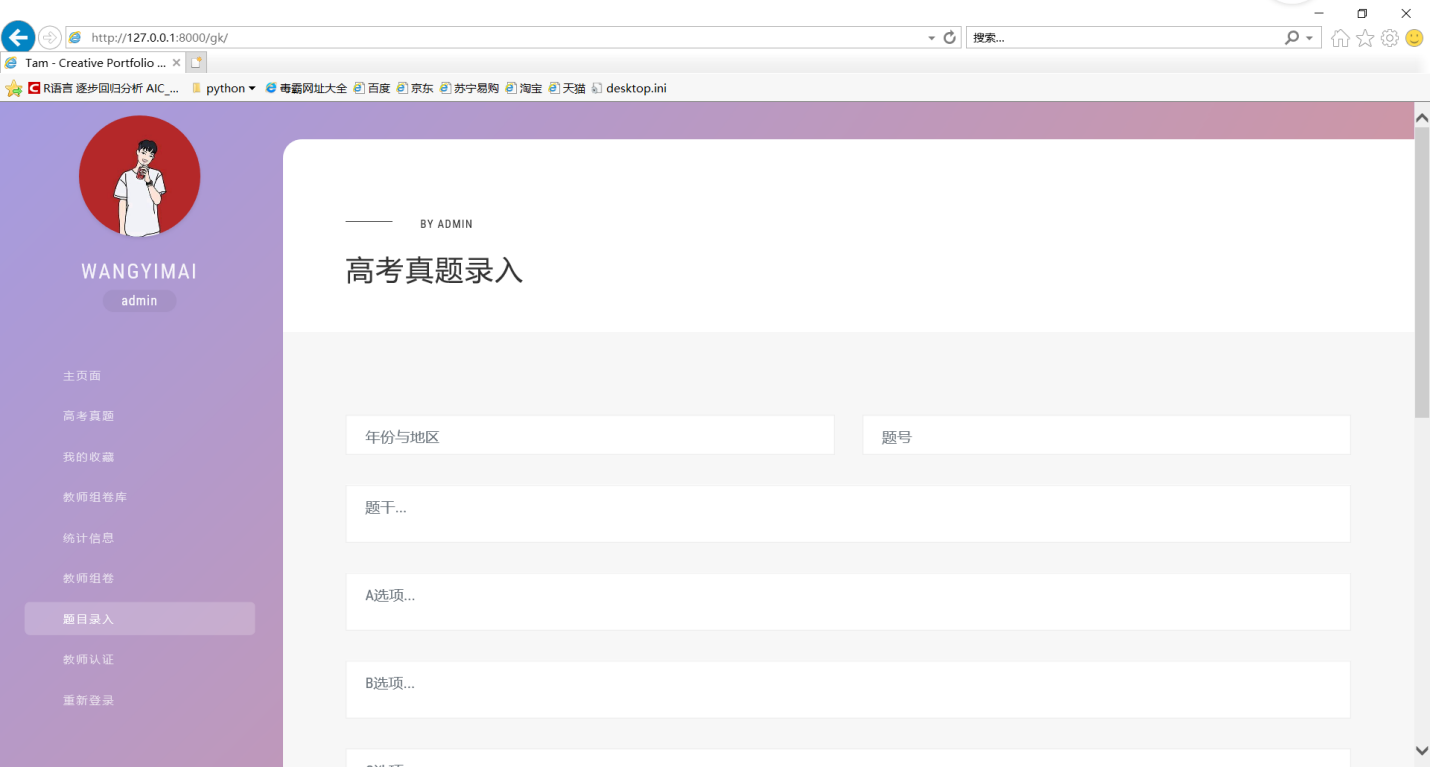 http://127.0.0.1:8000/gk/
搜索...
Tam - Creative Portfolio ...
R语言 逐步回归分析 AIC_...
python
毒霸网址大全
百度
京东
苏宁易购
淘宝
天猫
desktop.ini
WANGYIMAI
admin
主页面
高考真题
我的收藏
教师组卷库
统计信息
教师组卷
题目录入
教师认证
重新登录
BY ADMIN
高考真题录入
年份与地区
题号
题干...
A选项...
B选项...